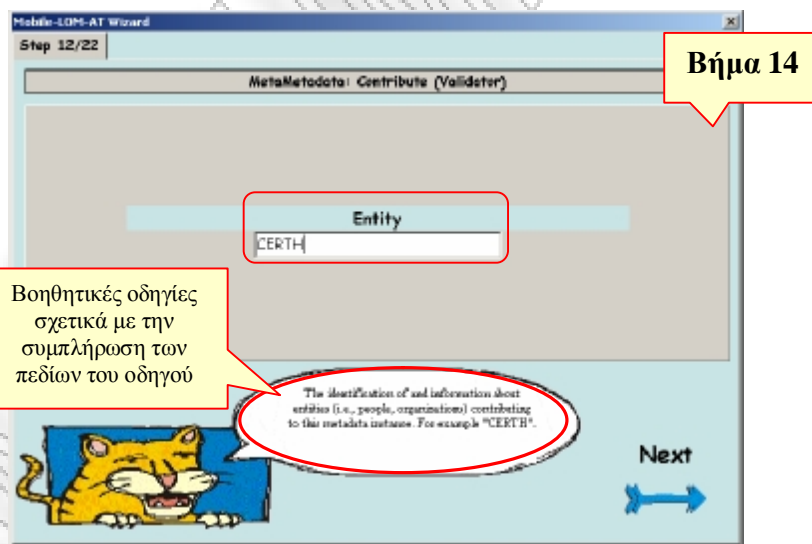 Mobile-LOM-AT Wizard
Step 12/22
Βήμα 14
MetaMetadata: Contribute (Validator)
Entity
CERTH
Βοηθητικές οδηγίες
σχετικά με την
συμπλήρωση των
πεδίων του οδηγού
The identification of and information about
entities (i.e., people, organizations) contributing
to this metadata instance. For example "CERTH".
Next